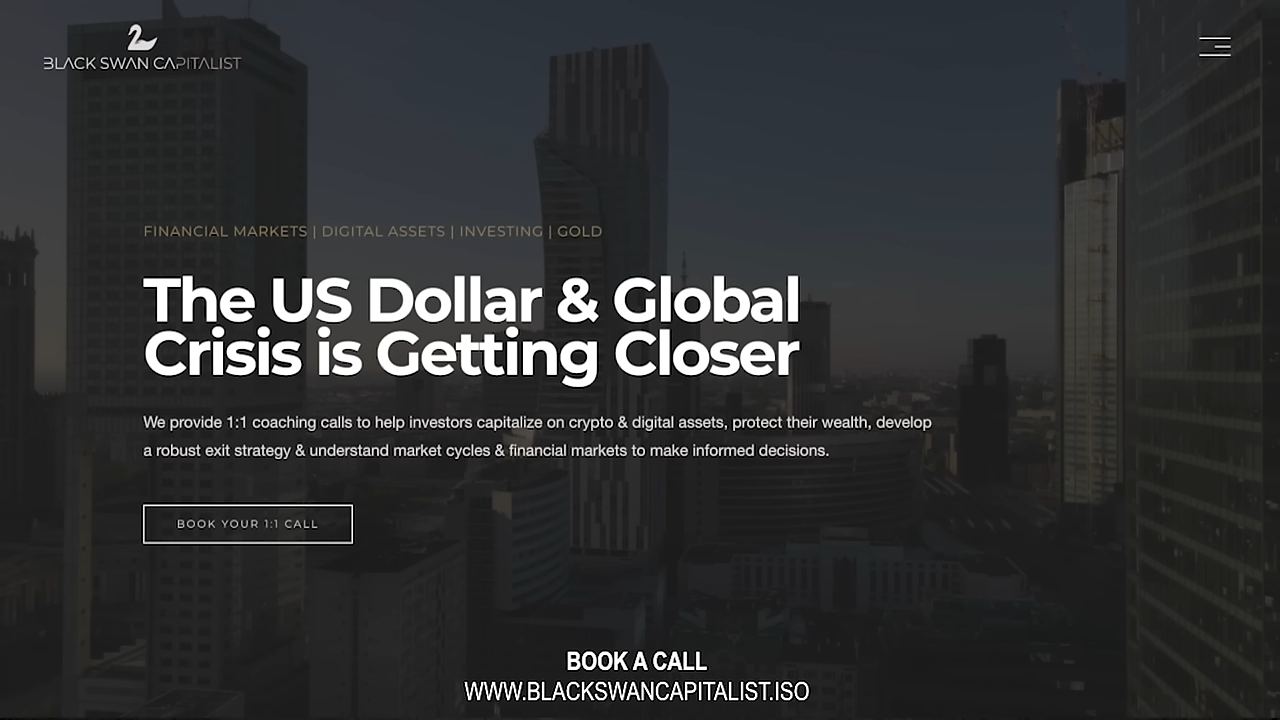 BLACK SWAN CAPITALIST
FINANCIAL MARKETS | DIGITAL ASSETS | INVESTING | GOLD
The US Dollar & Global
Crisis is Getting Closer
We provide 1:1 coaching calls to help investors capitalize on crypto & digital assets, protect their wealth, develop
a robust exit strategy & understand market cycles & financial markets to make informed decisions.
BOOK YOUR 1:1 CALL
BOOK A CALL
WWW.BLACKSWANCAPITALIST.ISO